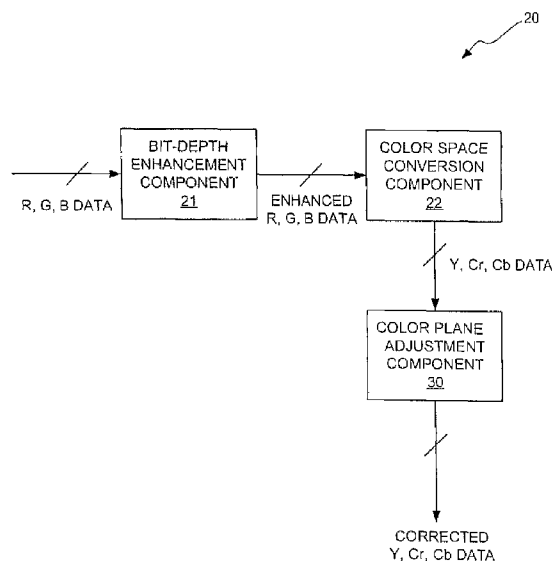 20
BIT-DEPTH
ENHANCEMENT
COMPONENT
21
R, G, B DATA
ENHANCED
R, G, B DATA
COLOR SPACE
CONVERSION
COMPONENT
22
Y, Cr, Cb DATA
COLOR PLANE
ADJUSTMENT
COMPONENT
30
CORRECTED
Y, Cr, Cb DATA